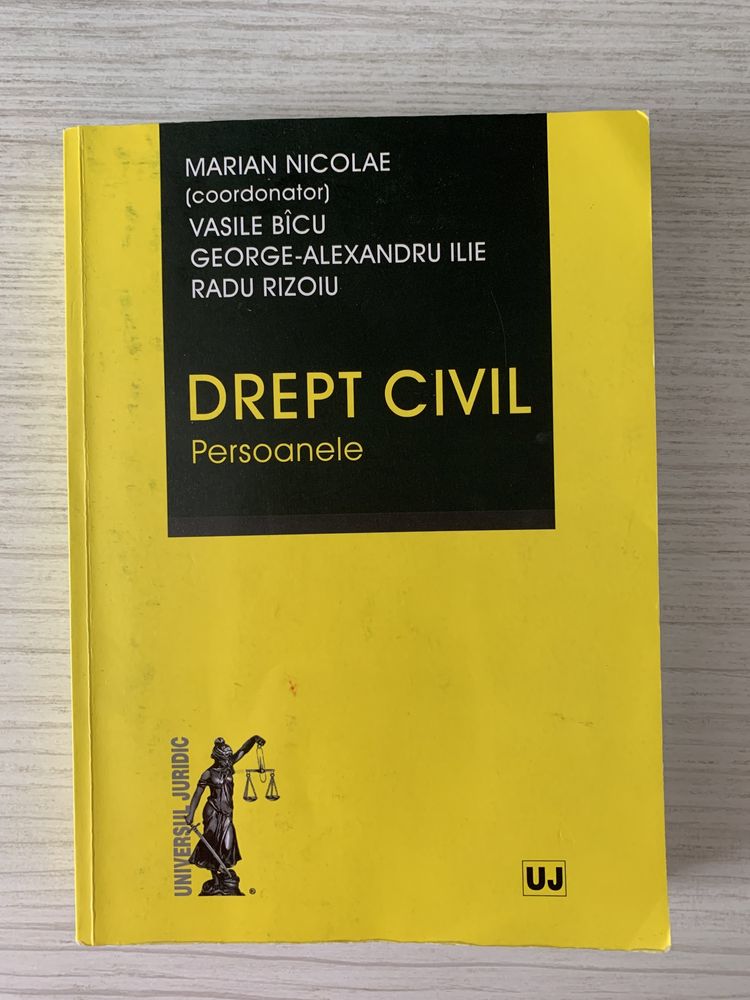 MARIAN NICOLAE
(coordonator)
VASILE BÎCU
GEORGE-ALEXANDRU ILIE
RADU RIZOIU
DREPT CIVIL
Persoanele
UNIVERSUL JURIDIC
®
UJ